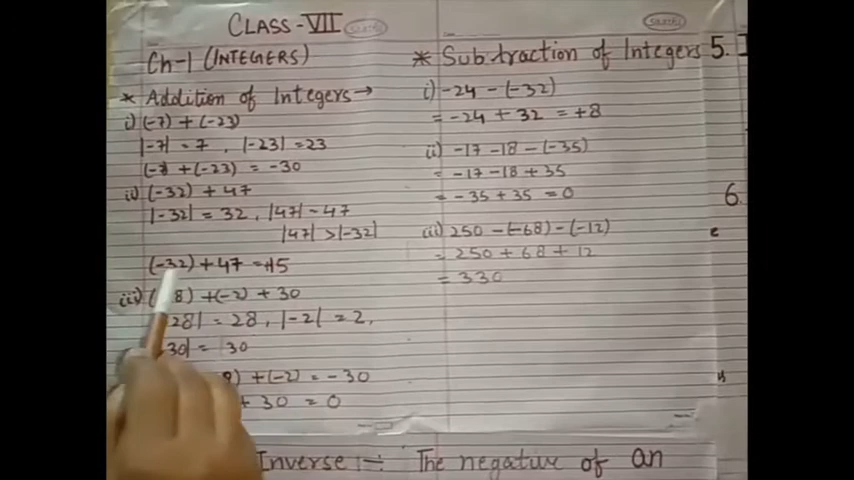 CLASS-VII
Ch-1 (INTEGERS)
* Addition of Integers →
i) (-7) + (-23)
|-7| = 7, |-23| = 23
(-7) + (-23) = -30
ii) (-32) + 47
|-32| = 32, |47| = 47
|47| > |-32|
(-32) + 47 = +15
iii) ( 8) + (-2) + 30
28| = 28, |-2| = 2,
30| = 30
) + (-2) = -30
+ 30 = 0
* Subtraction of Integers
i) -24 - (-32)
= -24 + 32 = +8
ii) -17 -18 - (-35)
= -17 -18 + 35
= -35 + 35 = 0
iii) 250 - (-68) - (-12)
= 250 + 68 + 12
= 330
5.
6.
Inverse :- The negative of an